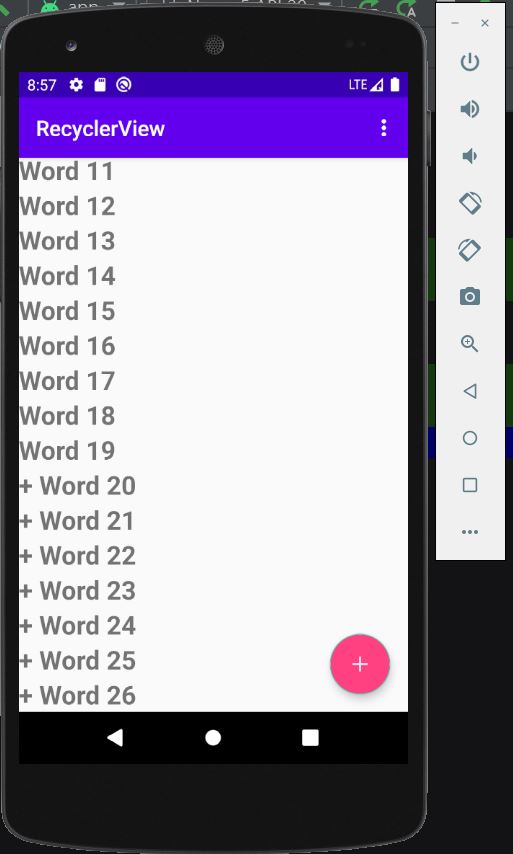 app
8:57 LTE
RecyclerView
Word 11
Word 12
Word 13
Word 14
Word 15
Word 16
Word 17
Word 18
Word 19
+ Word 20
+ Word 21
+ Word 22
+ Word 23
+ Word 24
+ Word 25
+ Word 26